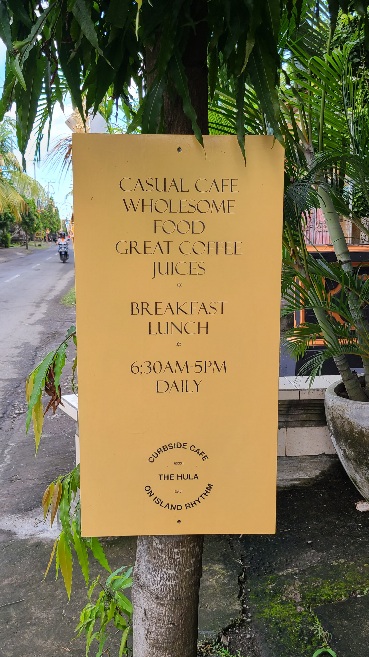 CASUAL CAFE
WHOLESOME
FOOD
GREAT COFFEE
JUICES
BREAKFAST
LUNCH
6:30AM-5PM
DAILY
CURBSIDE CAFE
THE HULA
ON ISLAND RHYTHM